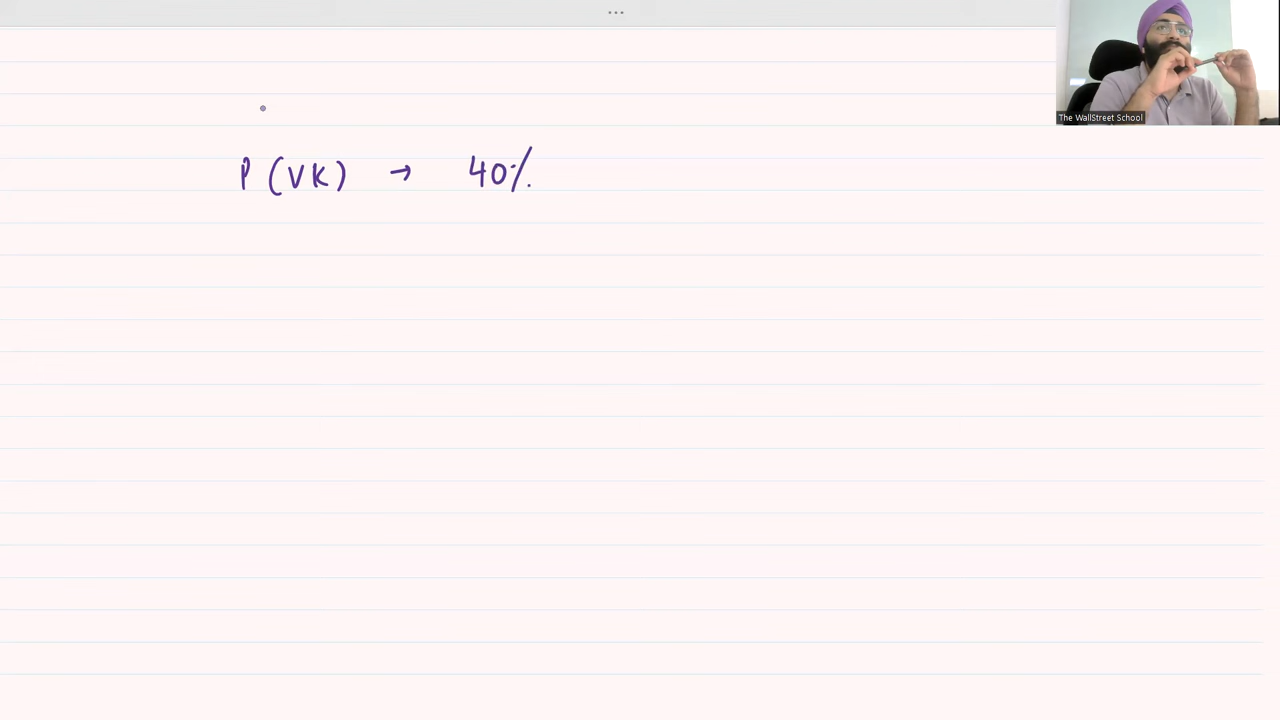 The WallStreet School
P (VK) → 40%